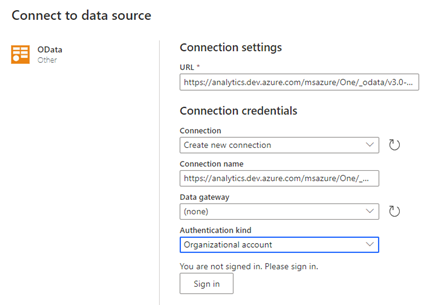 Connect to data source
OData
Other
Connection settings
URL *
https://analytics.dev.azure.com/msazure/One/_odata/v3.0-...
Connection credentials
Connection
Create new connection
Connection name
https://analytics.dev.azure.com/msazure/One/_...
Data gateway
(none)
Authentication kind
Organizational account
You are not signed in. Please sign in.
Sign in